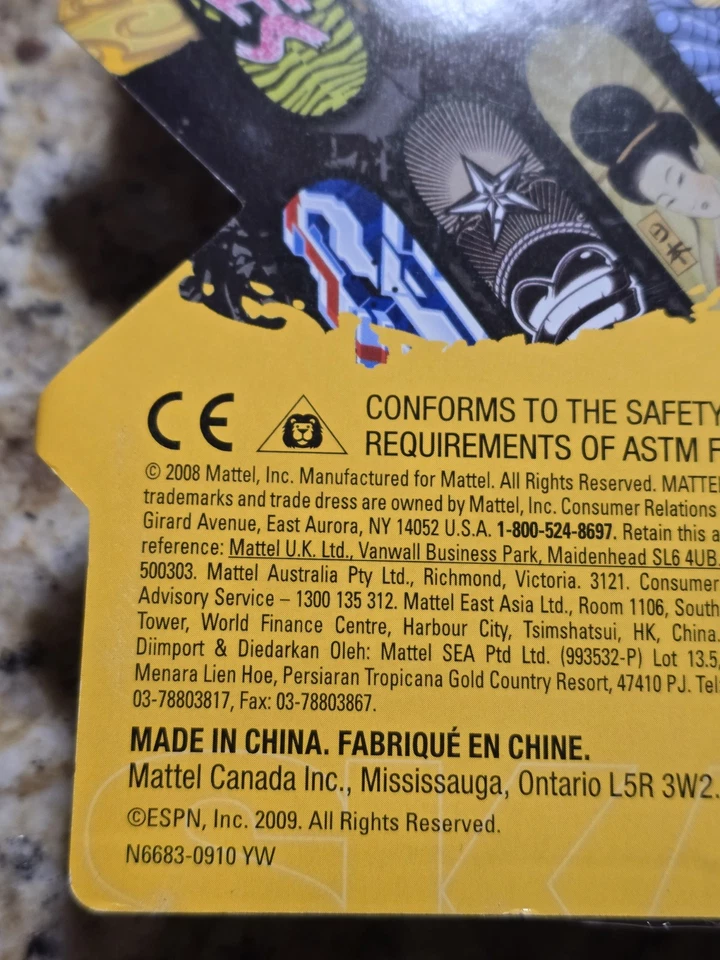 CE
CONFORMS TO THE SAFETY
REQUIREMENTS OF ASTM F
© 2008 Mattel, Inc. Manufactured for Mattel. All Rights Reserved. MATTEL
trademarks and trade dress are owned by Mattel, Inc. Consumer Relations
Girard Avenue, East Aurora, NY 14052 U.S.A. 1-800-524-8697. Retain this a
reference: Mattel U.K. Ltd., Vanwall Business Park, Maidenhead SL6 4UB.
500303. Mattel Australia Pty Ltd., Richmond, Victoria. 3121. Consumer
Advisory Service – 1300 135 312. Mattel East Asia Ltd., Room 1106, South
Tower, World Finance Centre, Harbour City, Tsimshatsui, HK, China.
Diimport & Diedarkan Oleh: Mattel SEA Ptd Ltd. (993532-P) Lot 13.5,
Menara Lien Hoe, Persiaran Tropicana Gold Country Resort, 47410 PJ. Tel:
03-78803817, Fax: 03-78803867.
MADE IN CHINA. FABRIQUÉ EN CHINE.
Mattel Canada Inc., Mississauga, Ontario L5R 3W2.
©ESPN, Inc. 2009. All Rights Reserved.
N6683-0910 YW